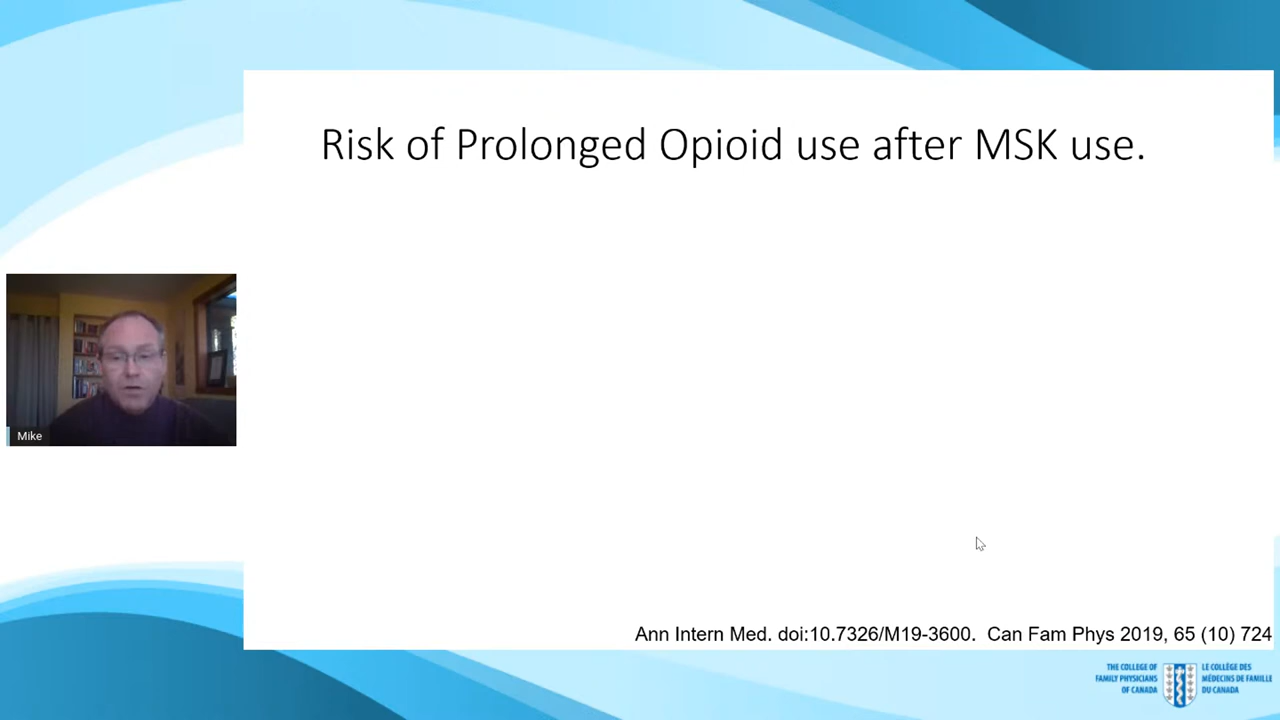 Risk of Prolonged Opioid use after MSK use.
Mike
Ann Intern Med. doi:10.7326/M19-3600.  Can Fam Phys 2019, 65 (10) 724
THE COLLEGE OF
FAMILY PHYSICIANS
OF CANADA
LE COLLÈGE DES
MÉDECINS DE FAMILLE
DU CANADA